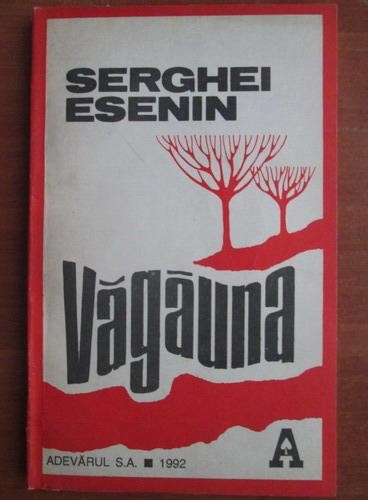 SERGHEI
ESENIN
Văgăuna
ADEVĂRUL S.A. ■ 1992
A